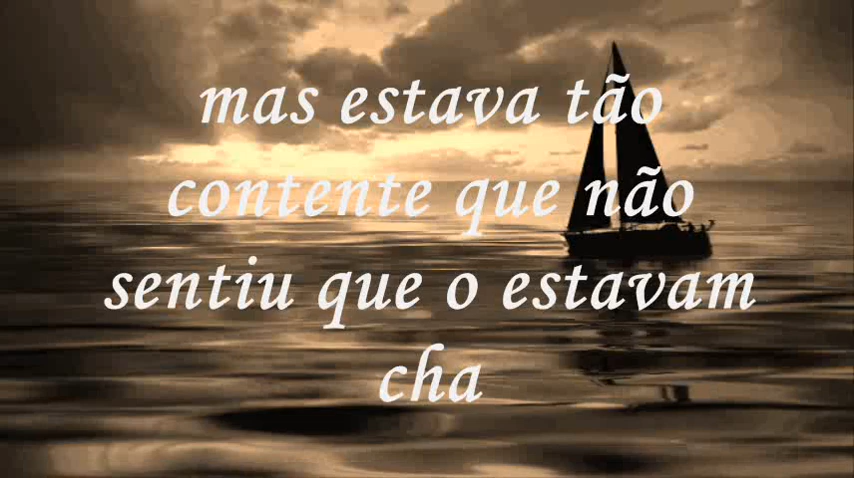 mas estava tão
contente que não
sentiu que o estavam
cha